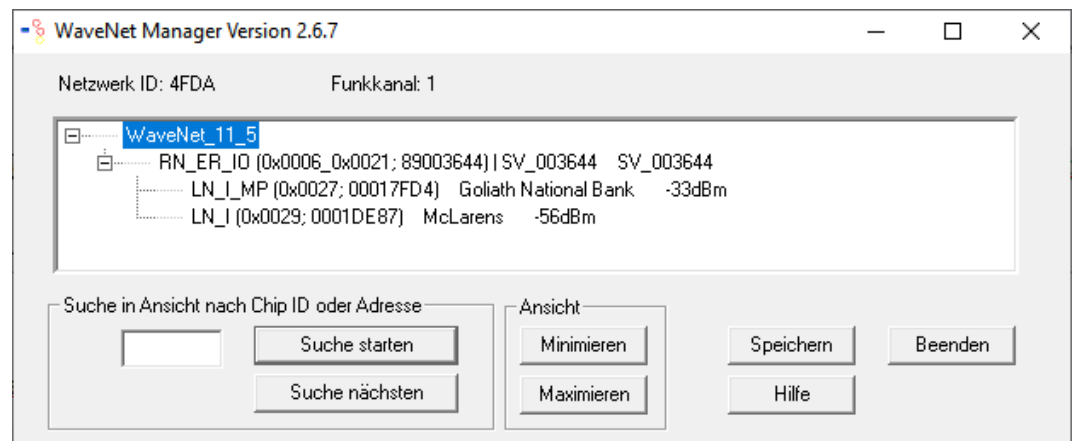 WaveNet Manager Version 2.6.7
Netzwerk ID: 4FDA Funkkanal: 1
WaveNet_11_5
RN_ER_IO (0x0006_0x0021; 89003644) | SV_003644 SV_003644
LN_I_MP (0x0027; 00017FD4) Goliath National Bank -33dBm
LN_I (0x0029; 0001DE87) McLarens -56dBm
Suche in Ansicht nach Chip ID oder Adresse
Suche starten
Suche nächsten
Ansicht
Minimieren
Maximieren
Speichern
Hilfe
Beenden